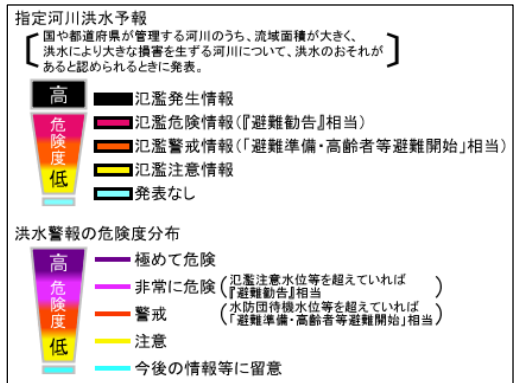 指定河川洪水予報
国や都道府県が管理する河川のうち、流域面積が大きく、
洪水により大きな損害を生ずる河川について、洪水のおそれが
あると認められるときに発表。
高
危険度
低
氾濫発生情報
氾濫危険情報(『避難勧告』相当)
氾濫警戒情報(「避難準備・高齢者等避難開始」相当)
氾濫注意情報
発表なし
洪水警報の危険度分布
高
危険度
低
極めて危険
非常に危険(氾濫注意水位等を超えていれば
『避難勧告』相当)
警戒(水防団待機水位等を超えていれば
「避難準備・高齢者等避難開始」相当)
注意
今後の情報等に留意